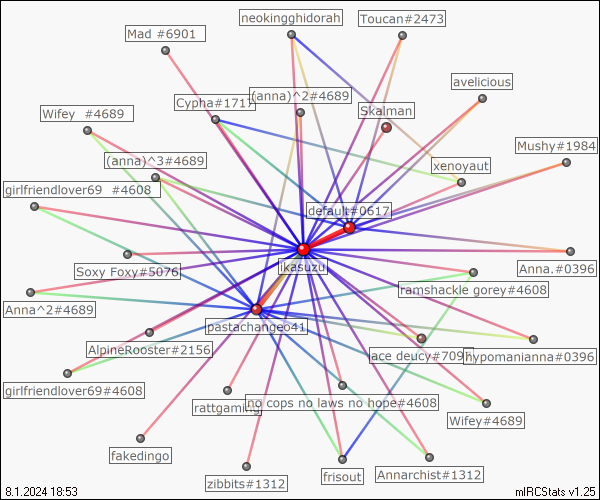 neokingghidorah
Toucan#2473
Mad #6901
avelicious
(anna)^2#4689
Cypha#1717
Skalman
Wifey #4689
Mushy#1984
(anna)^3#4689
xenoyaut
girlfriendlover69 #4608
default#0617
ikasuzu
Soxy Foxy#5076
Anna.#0396
ramshackle gorey#4608
Anna^2#4689
pastachangeo41
AlpineRooster#2156
lace deucy#709
hypomanianna#0396
girlfriendlover69#4608
rattgaming
no cops no laws no hope#4608
Wifey#4689
fakedingo
zibbits#1312
frisout
Annarchist#1312
8.1.2024 18:53
mIRCStats v1.25